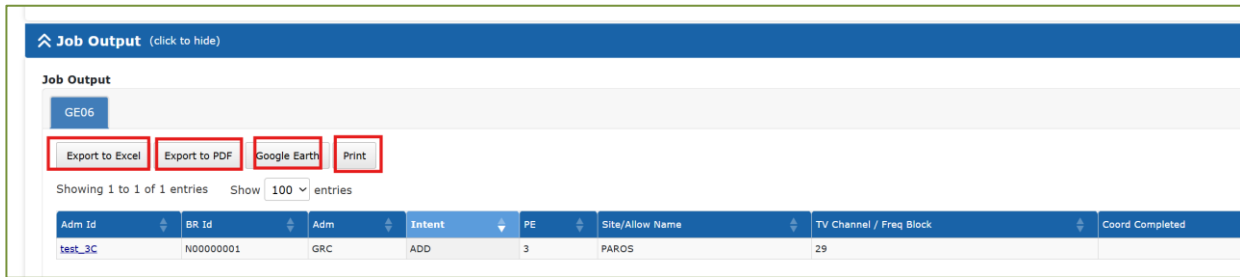 Job Output (click to hide)
Job Output
GE06
Export to Excel Export to PDF Google Earth Print
Showing 1 to 1 of 1 entries Show 100 entries
Adm Id BR Id Adm Intent PE Site/Allow Name TV Channel / Freq Block Coord Completed
test_3C N00000001 GRC ADD 3 PAROS 29